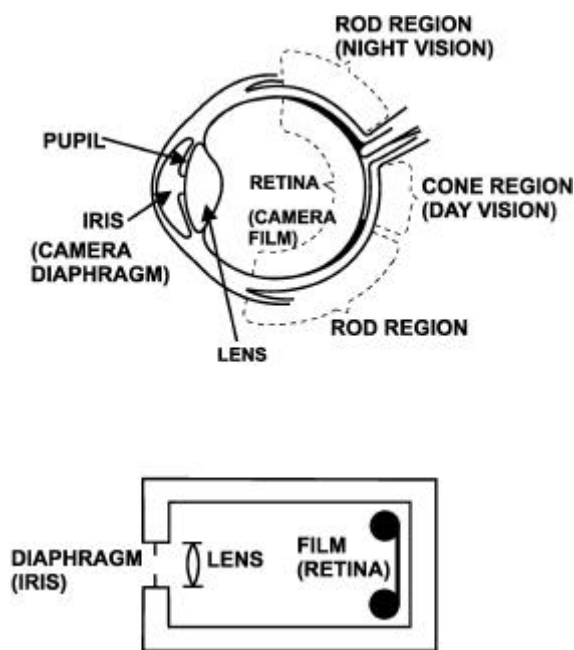 ROD REGION
(NIGHT VISION)
PUPIL
RETINA
(CAMERA
FILM)
CONE REGION
(DAY VISION)
IRIS
(CAMERA
DIAPHRAGM)
ROD REGION
LENS
DIAPHRAGM
(IRIS)
LENS
FILM
(RETINA)